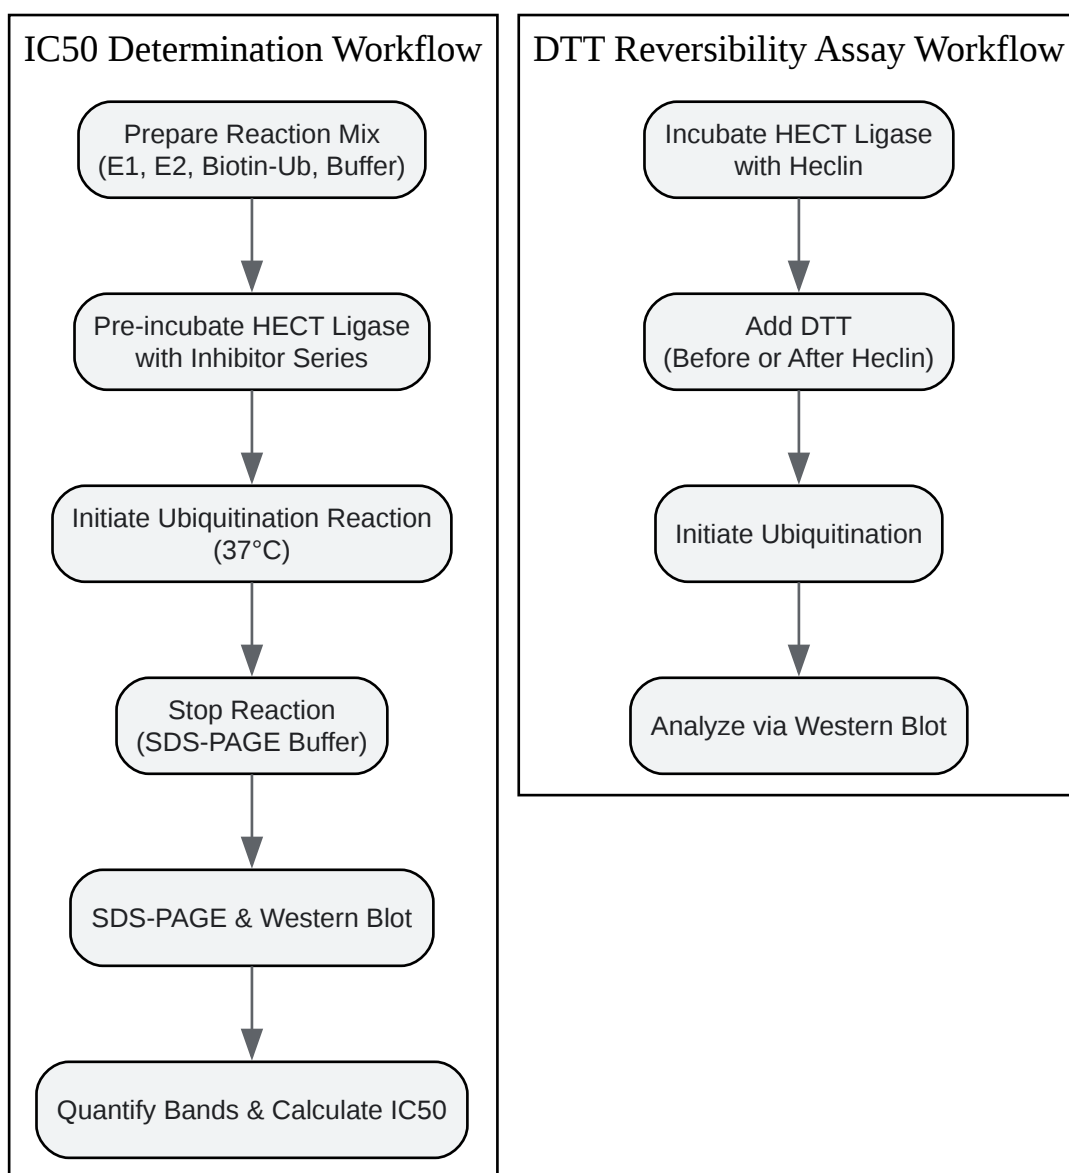 IC50 Determination Workflow
Prepare Reaction Mix
(E1, E2, Biotin-Ub, Buffer)
Pre-incubate HECT Ligase
with Inhibitor Series
Initiate Ubiquitination Reaction
(37°C)
Stop Reaction
(SDS-PAGE Buffer)
SDS-PAGE & Western Blot
Quantify Bands & Calculate IC50
DTT Reversibility Assay Workflow
Incubate HECT Ligase
with Heclin
Add DTT
(Before or After Heclin)
Initiate Ubiquitination
Analyze via Western Blot